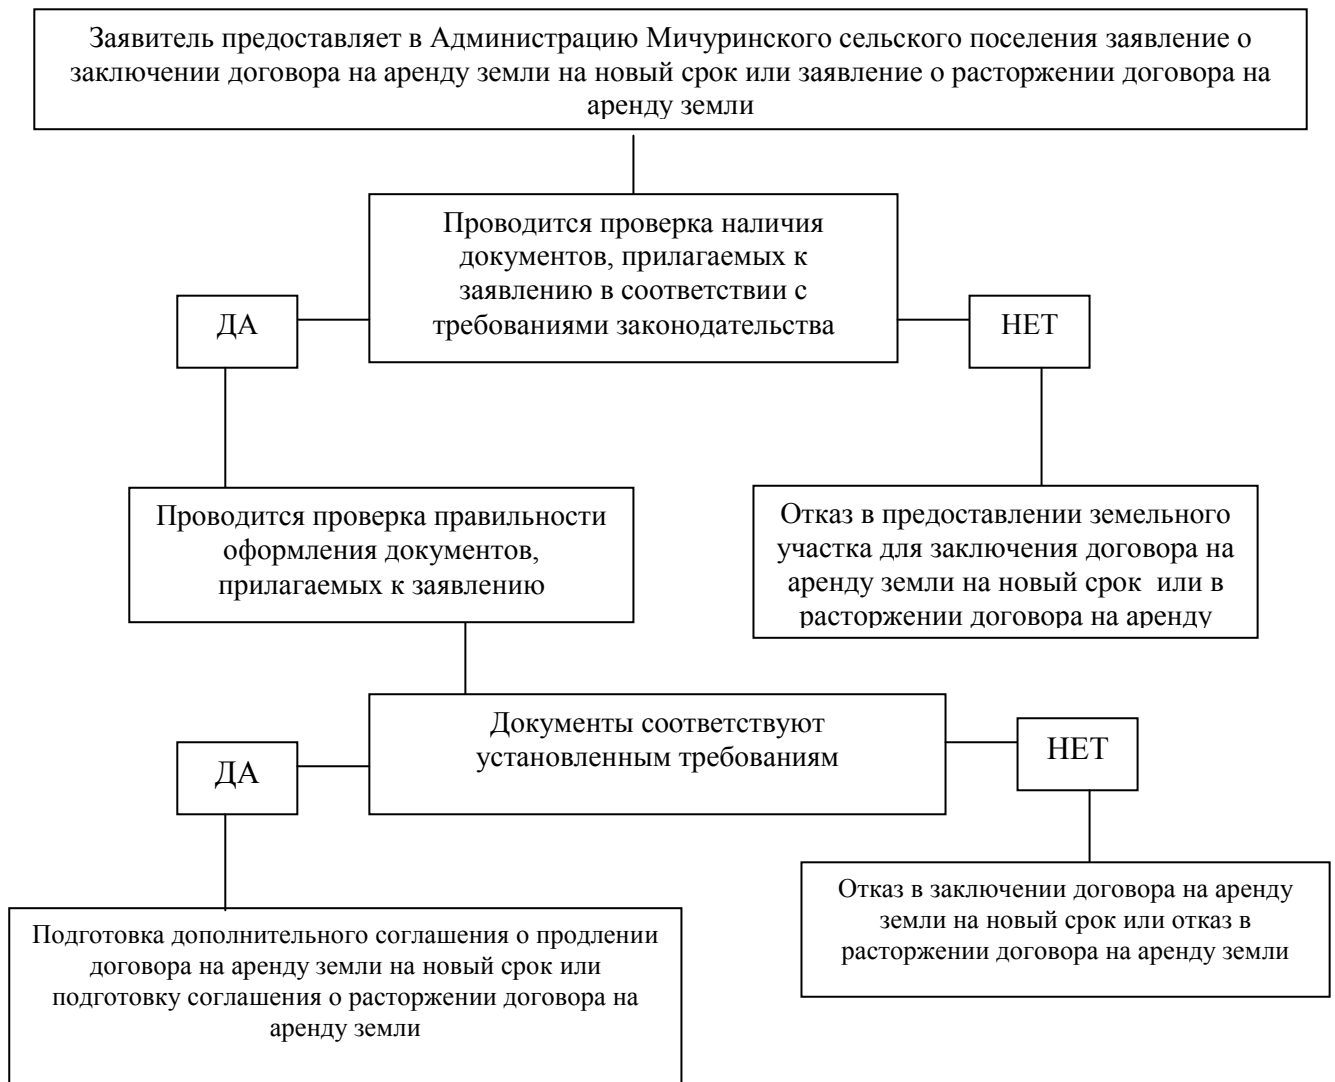 Заявитель предоставляет в Администрацию Мичуринского сельского поселения заявление о
заключении договора на аренду земли на новый срок или заявление о расторжении договора на
аренду земли
Проводится проверка наличия
документов, прилагаемых к
заявлению в соответствии с
требованиями законодательства
ДА
НЕТ
Проводится проверка правильности
оформления документов,
прилагаемых к заявлению
Отказ в предоставлении земельного
участка для заключения договора на
аренду земли на новый срок или в
расторжении договора на аренду
Документы соответствуют
установленным требованиям
ДА
НЕТ
Отказ в заключении договора на аренду
земли на новый срок или отказ в
расторжении договора на аренду земли
Подготовка дополнительного соглашения о продлении
договора на аренду земли на новый срок или
подготовку соглашения о расторжении договора на
аренду земли